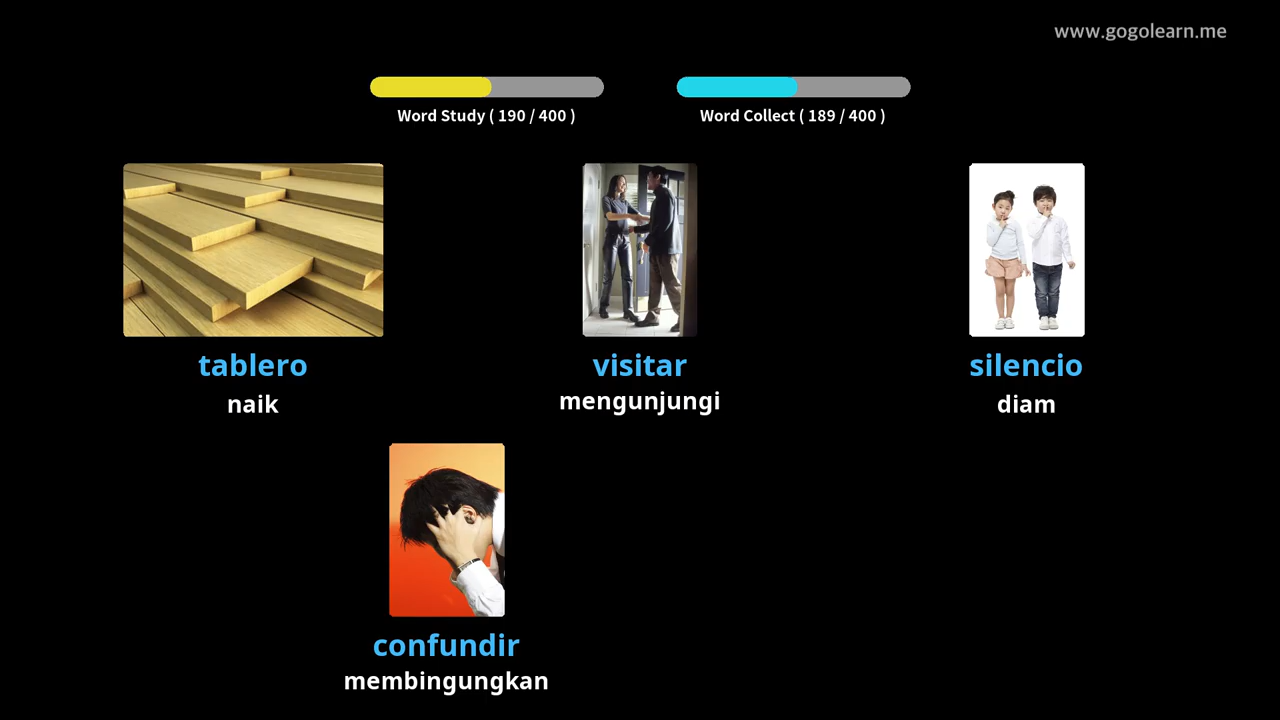 www.gogolearn.me
Word Study ( 190 / 400 )
Word Collect ( 189 / 400 )
tablero
naik
visitar
mengunjungi
silencio
diam
confundir
membingungkan